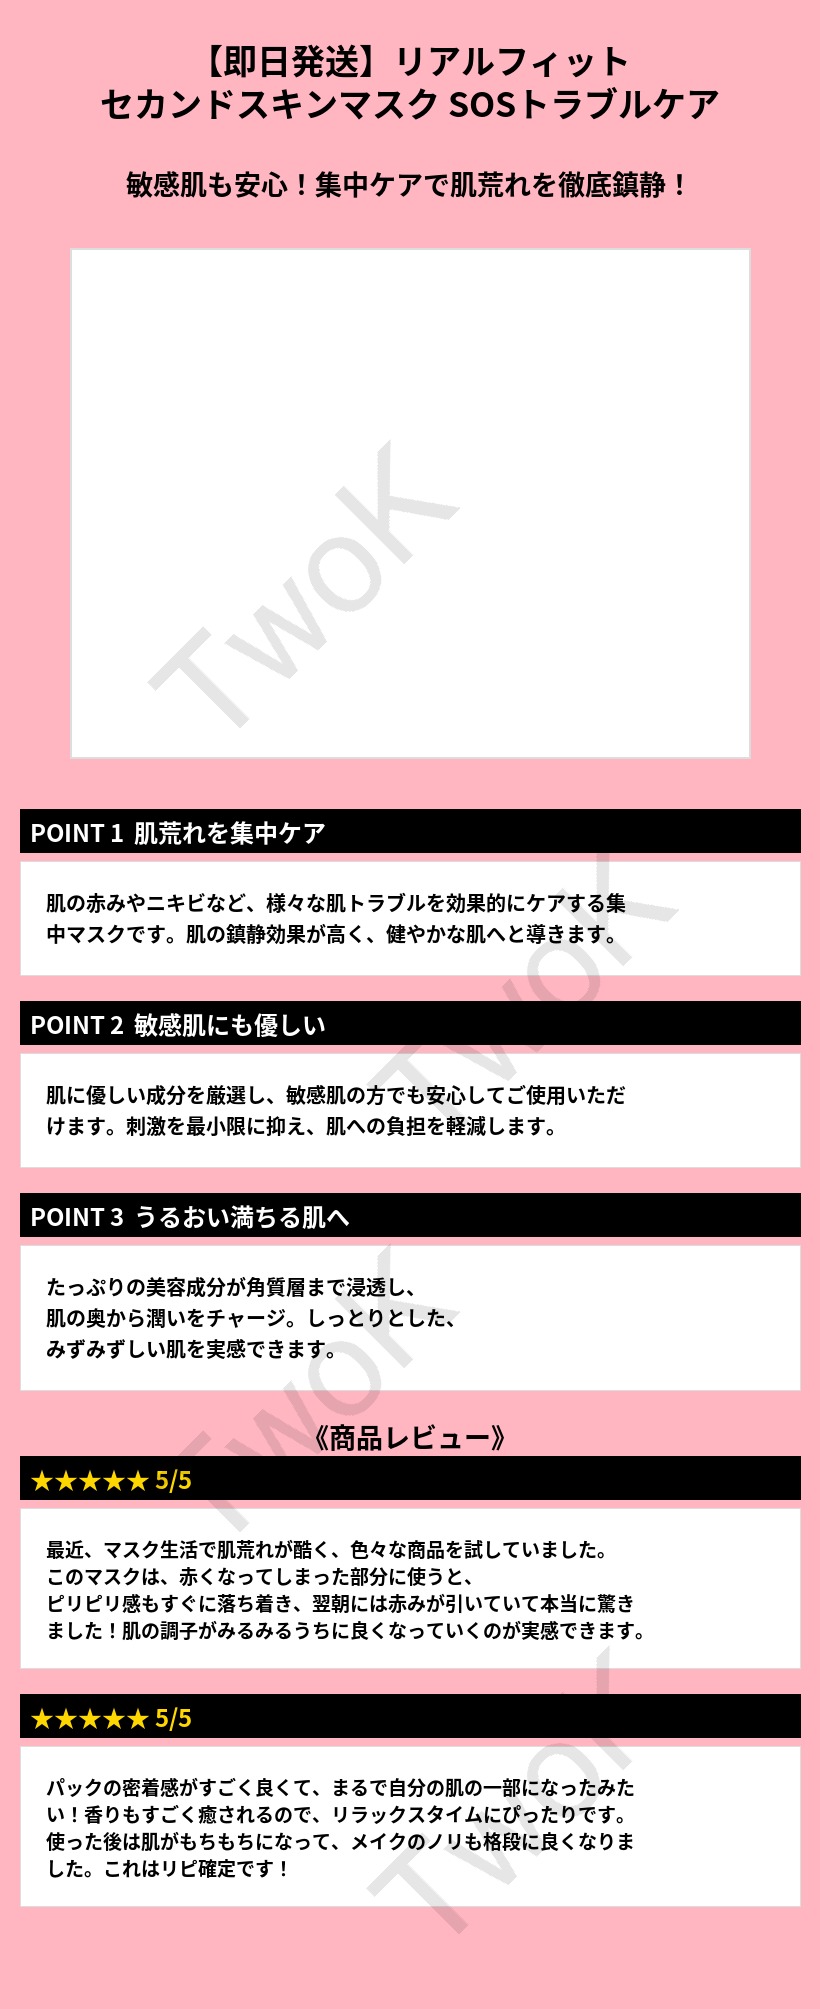 【即日発送】リアルフィット
セカンドスキンマスク SOSトラブルケア
敏感肌も安心！集中ケアで肌荒れを徹底鎮静！
TwoK
POINT 1 肌荒れを集中ケア
肌の赤みやニキビなど、様々な肌トラブルを効果的にケアする集
中マスクです。肌の鎮静効果が高く、健やかな肌へと導きます。
TwoK
POINT 2 敏感肌にも優しい
肌に優しい成分を厳選し、敏感肌の方でも安心してご使用いただ
けます。刺激を最小限に抑え、肌への負担を軽減します。
POINT 3 うるおい満ちる肌へ
たっぷりの美容成分が角質層まで浸透し、
肌の奥から潤いをチャージ。しっとりとした、
みずみずしい肌を実感できます。
TwoK
《商品レビュー》
★★★★★ 5/5
最近、マスク生活で肌荒れが酷く、色々な商品を試していました。
このマスクは、赤くなってしまった部分に使うと、
ピリピリ感もすぐに落ち着き、翌朝には赤みが引いていて本当に驚き
ました！肌の調子がみるみるうちに良くなっていくのが実感できます。
★★★★★ 5/5
パックの密着感がすごく良くて、まるで自分の肌の一部になったみた
い！香りもすごく癒されるので、リラックスタイムにぴったりです。
使った後は肌がもちもちになって、メイクのノリも格段に良くなりま
した。これはリピ確定です！
TwoK